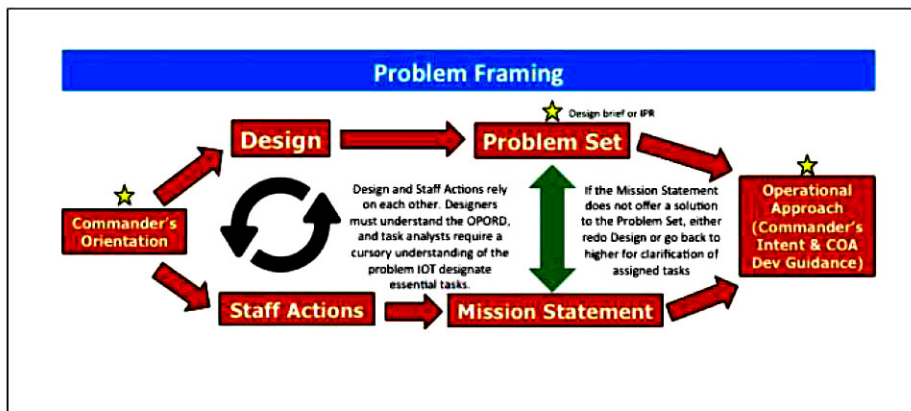 Problem Framing
Design brief or IPR
Design
Problem Set
Commander's
Orientation
Design and Staff Actions rely
on each other. Designers
must understand the OPORD,
and task analysts require a
cursory understanding of the
problem IOT designate
essential tasks.
If the Mission Statement
does not offer a solution
to the Problem Set, either
redo Design or go back to
higher for clarification of
assigned tasks
Operational
Approach
(Commander's
Intent & COA
Dev Guidance)
Staff Actions
Mission Statement